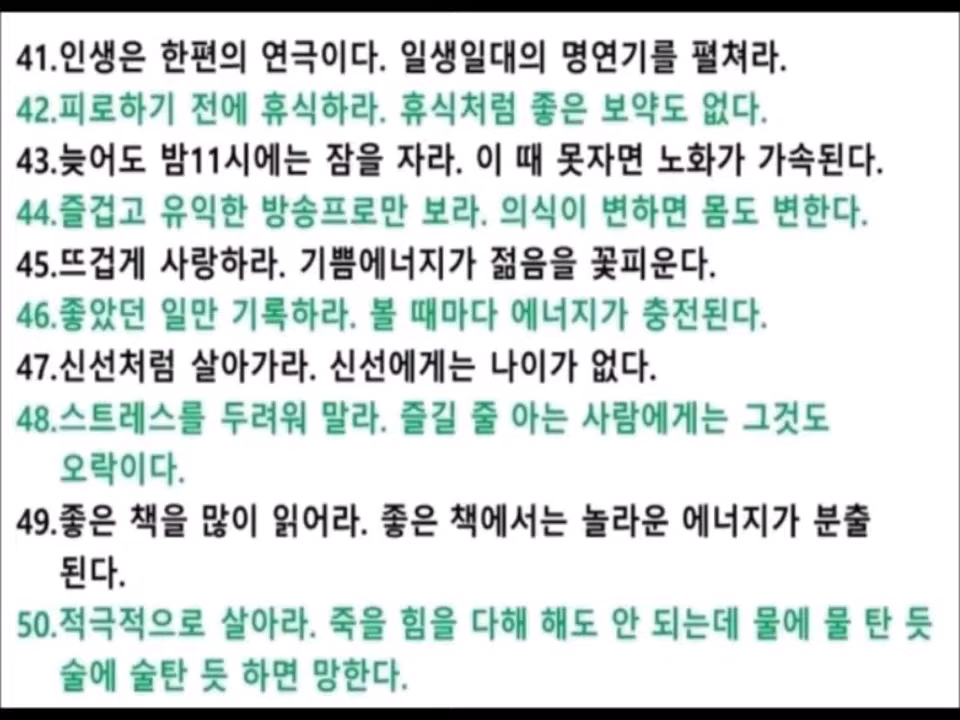 41.인생은 한편의 연극이다. 일생일대의 명연기를 펼쳐라.
42.피로하기 전에 휴식하라. 휴식처럼 좋은 보약도 없다.
43.늦어도 밤11시에는 잠을 자라. 이 때 못자면 노화가 가속된다.
44.즐겁고 유익한 방송프로만 보라. 의식이 변하면 몸도 변한다.
45.뜨겁게 사랑하라. 기쁨에너지가 젊음을 꽃피운다.
46.좋았던 일만 기록하라. 볼 때마다 에너지가 충전된다.
47.신선처럼 살아가라. 신선에게는 나이가 없다.
48.스트레스를 두려워 말라. 즐길 줄 아는 사람에게는 그것도
오락이다.
49.좋은 책을 많이 읽어라. 좋은 책에서는 놀라운 에너지가 분출
된다.
50.적극적으로 살아라. 죽을 힘을 다해 해도 안 되는데 물에 물 탄 듯
술에 술탄 듯 하면 망한다.